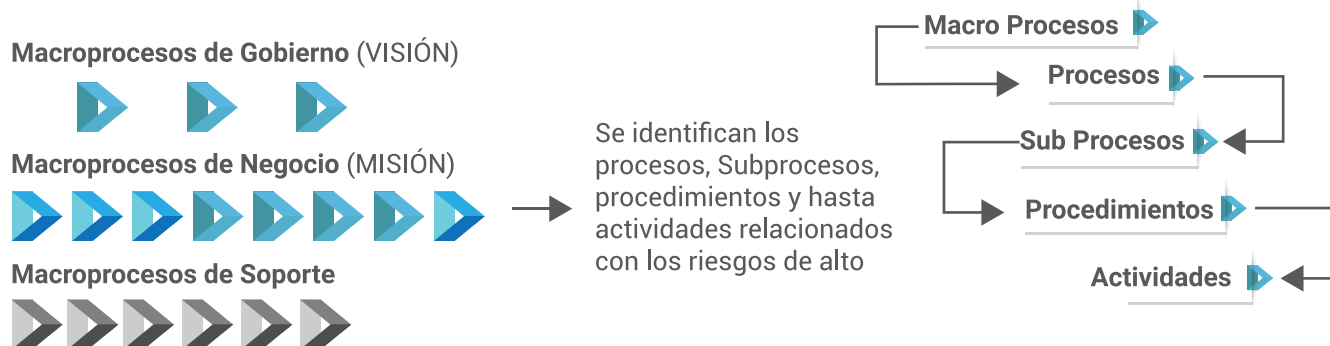 Macroprocesos de Gobierno (VISIÓN)
Macroprocesos de Negocio (MISIÓN)
Macroprocesos de Soporte
Se identifican los
procesos, Subprocesos,
procedimientos y hasta
actividades relacionados
con los riesgos de alto
Macro Procesos
Procesos
Sub Procesos
Procedimientos
Actividades